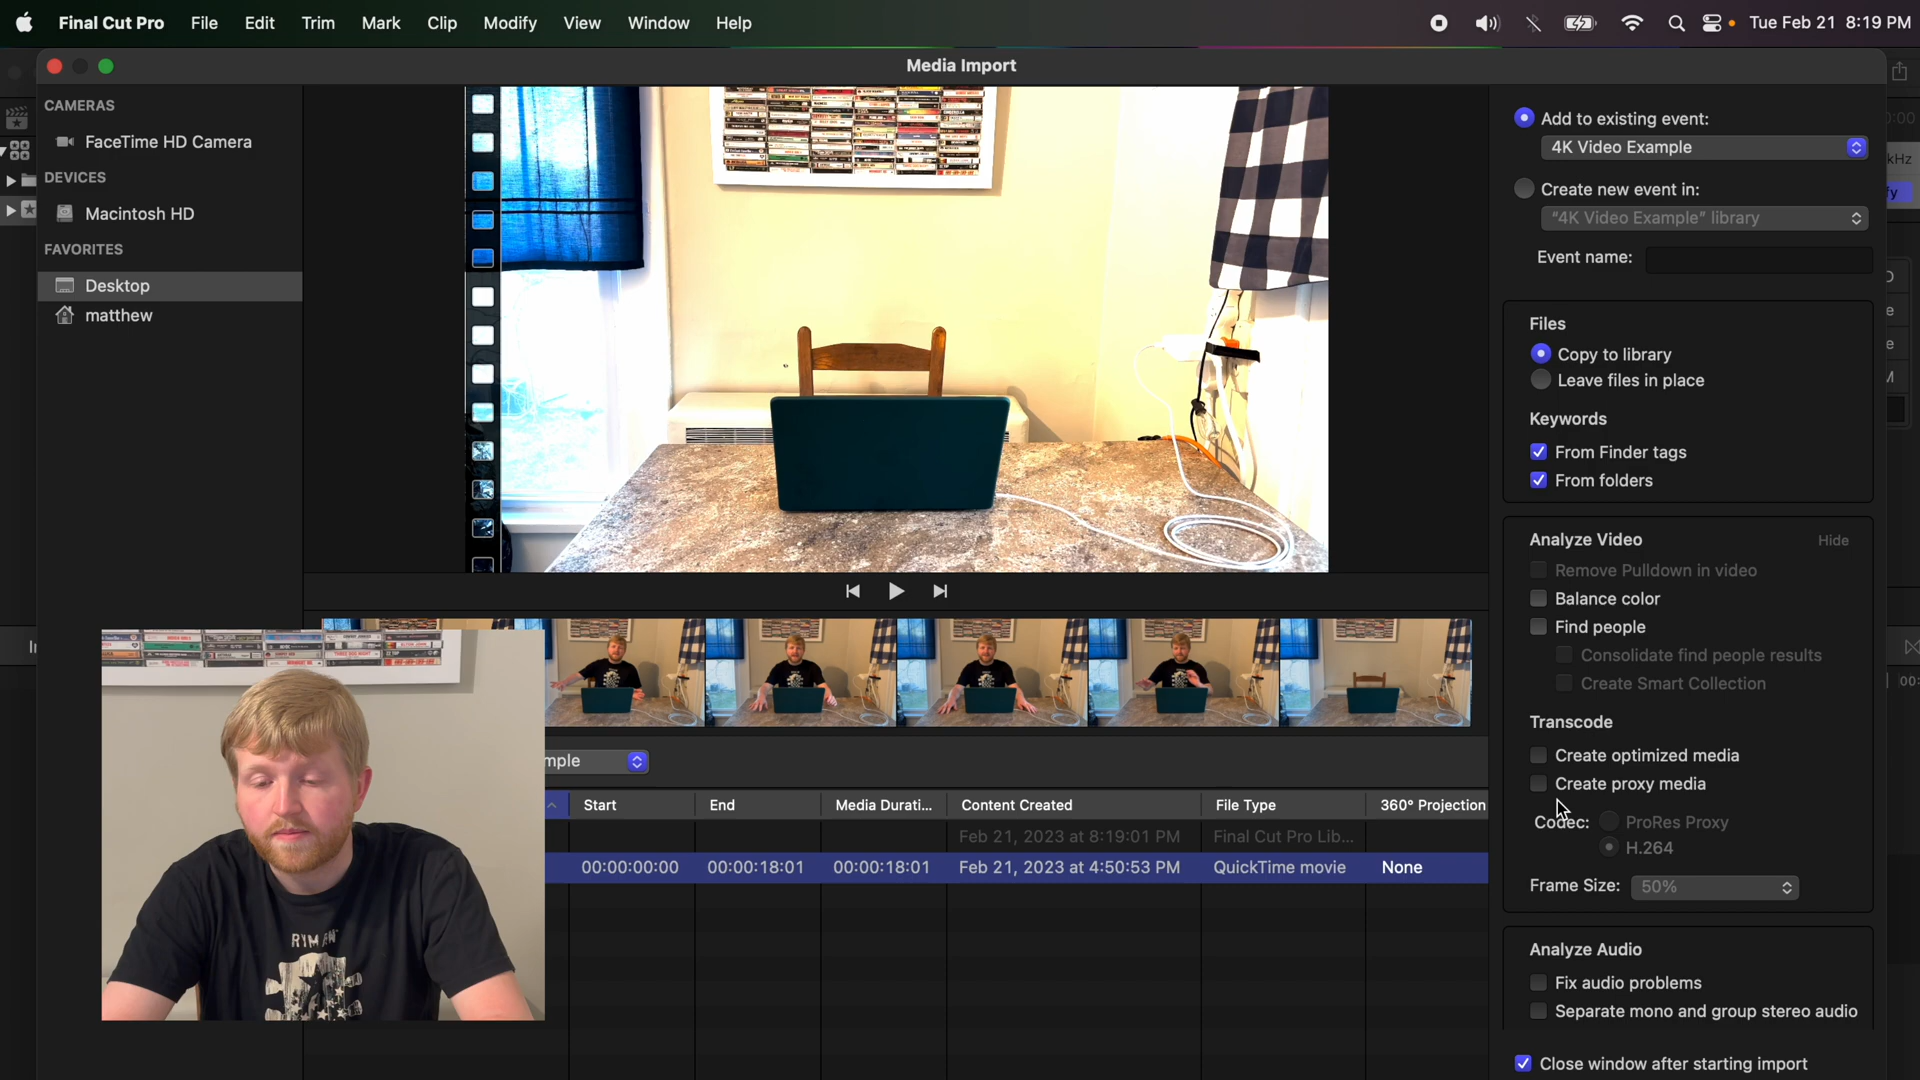 Final Cut Pro File Edit Trim Mark Clip Modify View Window Help Tue Feb 21 8:19 PM
Media Import
CAMERAS
FaceTime HD Camera
DEVICES
Macintosh HD
FAVORITES
Desktop
matthew
Add to existing event:
4K Video Example
Create new event in:
"4K Video Example" library
Event name:
Files
Copy to library
Leave files in place
Keywords
From Finder tags
From folders
Analyze Video Hide
Remove Pulldown in video
Balance color
Find people
Consolidate find people results
Create Smart Collection
Transcode
Create optimized media
Create proxy media
Codec: ProRes Proxy
H.264
Frame Size: 50%
Analyze Audio
Fix audio problems
Separate mono and group stereo audio
Close window after starting import
mple
Start End Media Durati... Content Created File Type 360° Projection
Feb 21, 2023 at 8:19:01 PM Final Cut Pro Lib...
00:00:00:00 00:00:18:01 00:00:18:01 Feb 21, 2023 at 4:50:53 PM QuickTime movie None
kHz